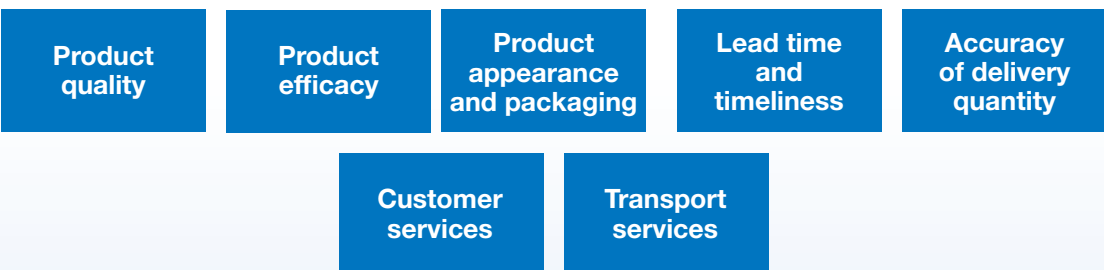 Product
quality
Product
efficacy
Product
appearance
and packaging
Lead time
and
timeliness
Accuracy
of delivery
quantity
Customer
services
Transport
services